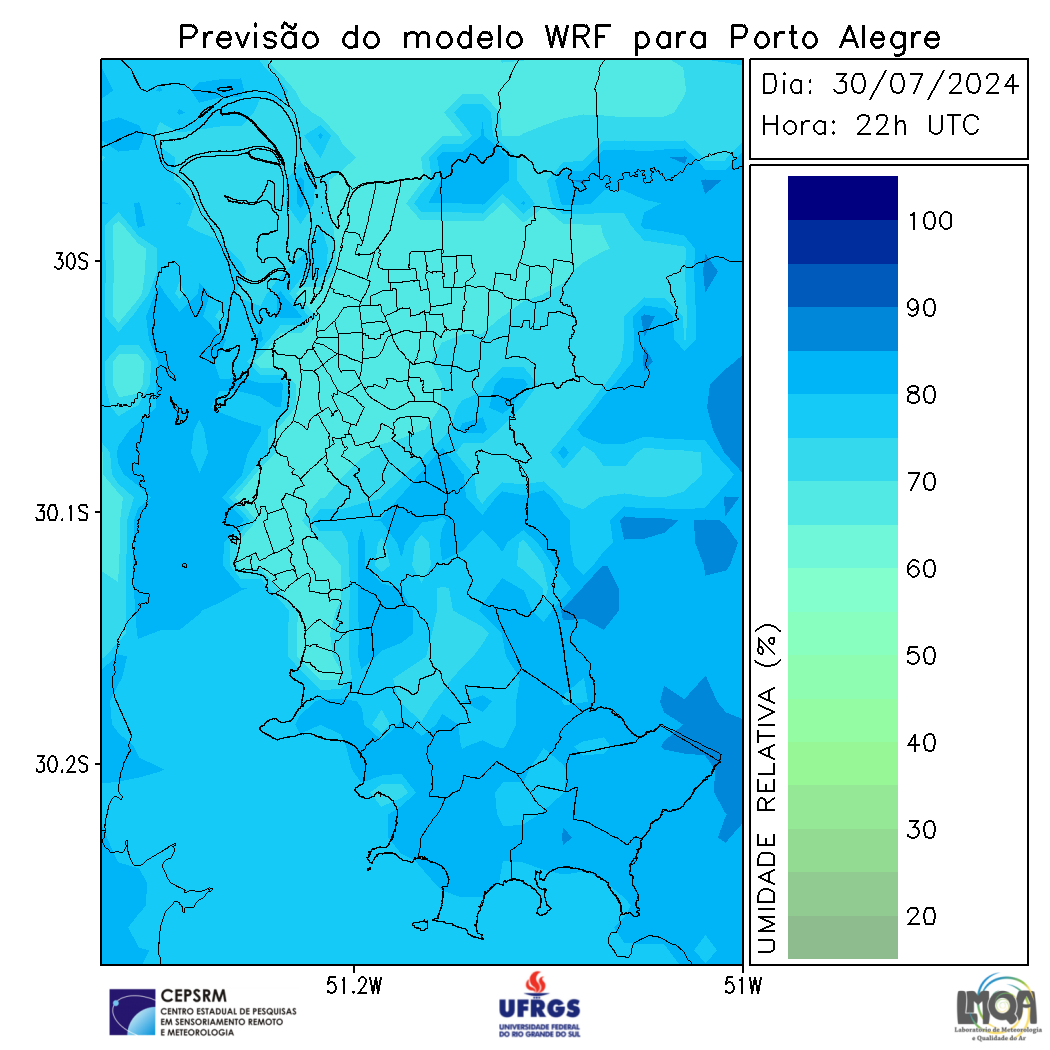 Previsão do modelo WRF para Porto Alegre
Dia: 30/07/2024
Hora: 22h UTC
30S
30.1S
30.2S
51.2W
51W
UMIDADE RELATIVA (%)
100
90
80
70
60
50
40
30
20
CEPSRM
CENTRO ESTADUAL DE PESQUISAS
EM SENSORIAMENTO REMOTO
E METEOROLOGIA
UFRGS
UNIVERSIDADE FEDERAL
DO RIO GRANDE DO SUL
LMQA
Laboratório de Meteorologia
e Qualidade do Ar